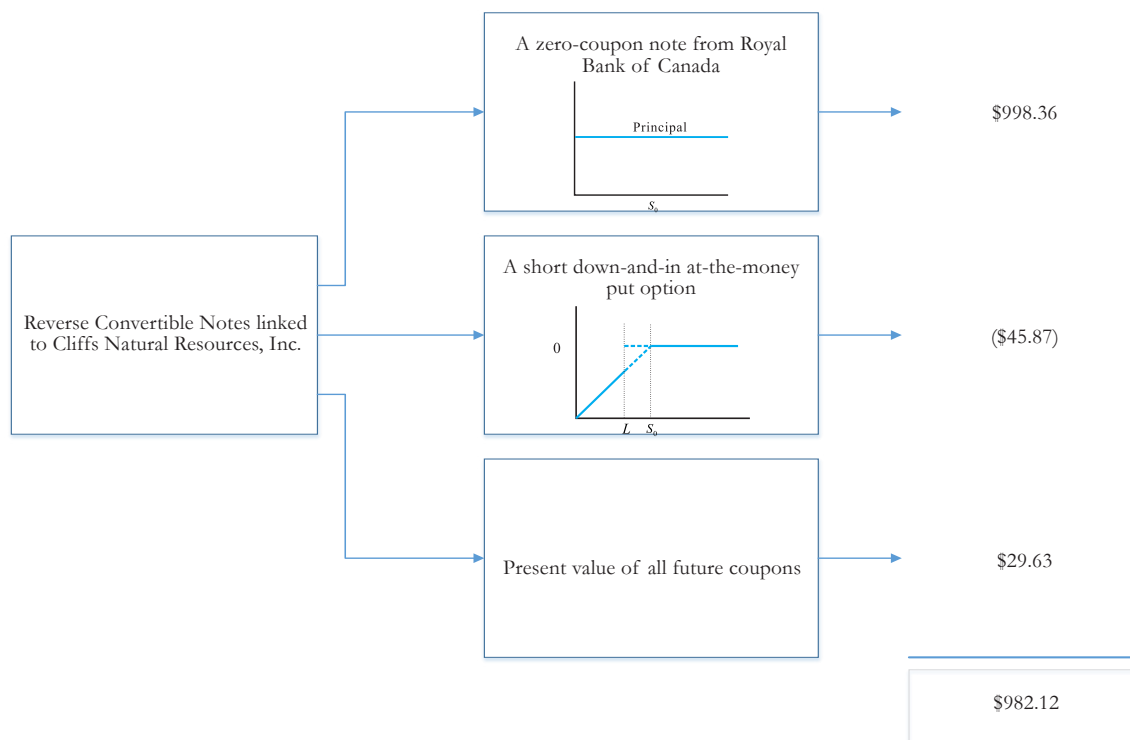 A zero-coupon note from Royal
Bank of Canada
Principal
S₀
$998.36
Reverse Convertible Notes linked
to Cliffs Natural Resources, Inc.
A short down-and-in at-the-money
put option
0
L S₀
($45.87)
Present value of all future coupons
$29.63
$982.12